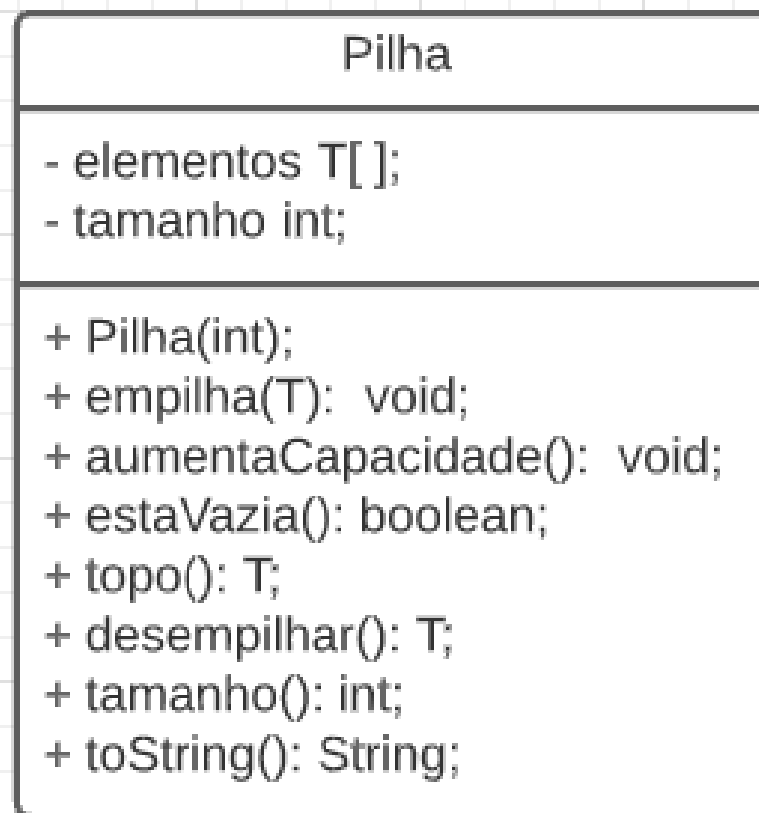 Pilha
- elementos T[ ];
- tamanho int;
+ Pilha(int);
+ empilha(T):  void;
+ aumentaCapacidade():  void;
+ estaVazia(): boolean;
+ topo(): T;
+ desempilhar(): T;
+ tamanho(): int;
+ toString(): String;